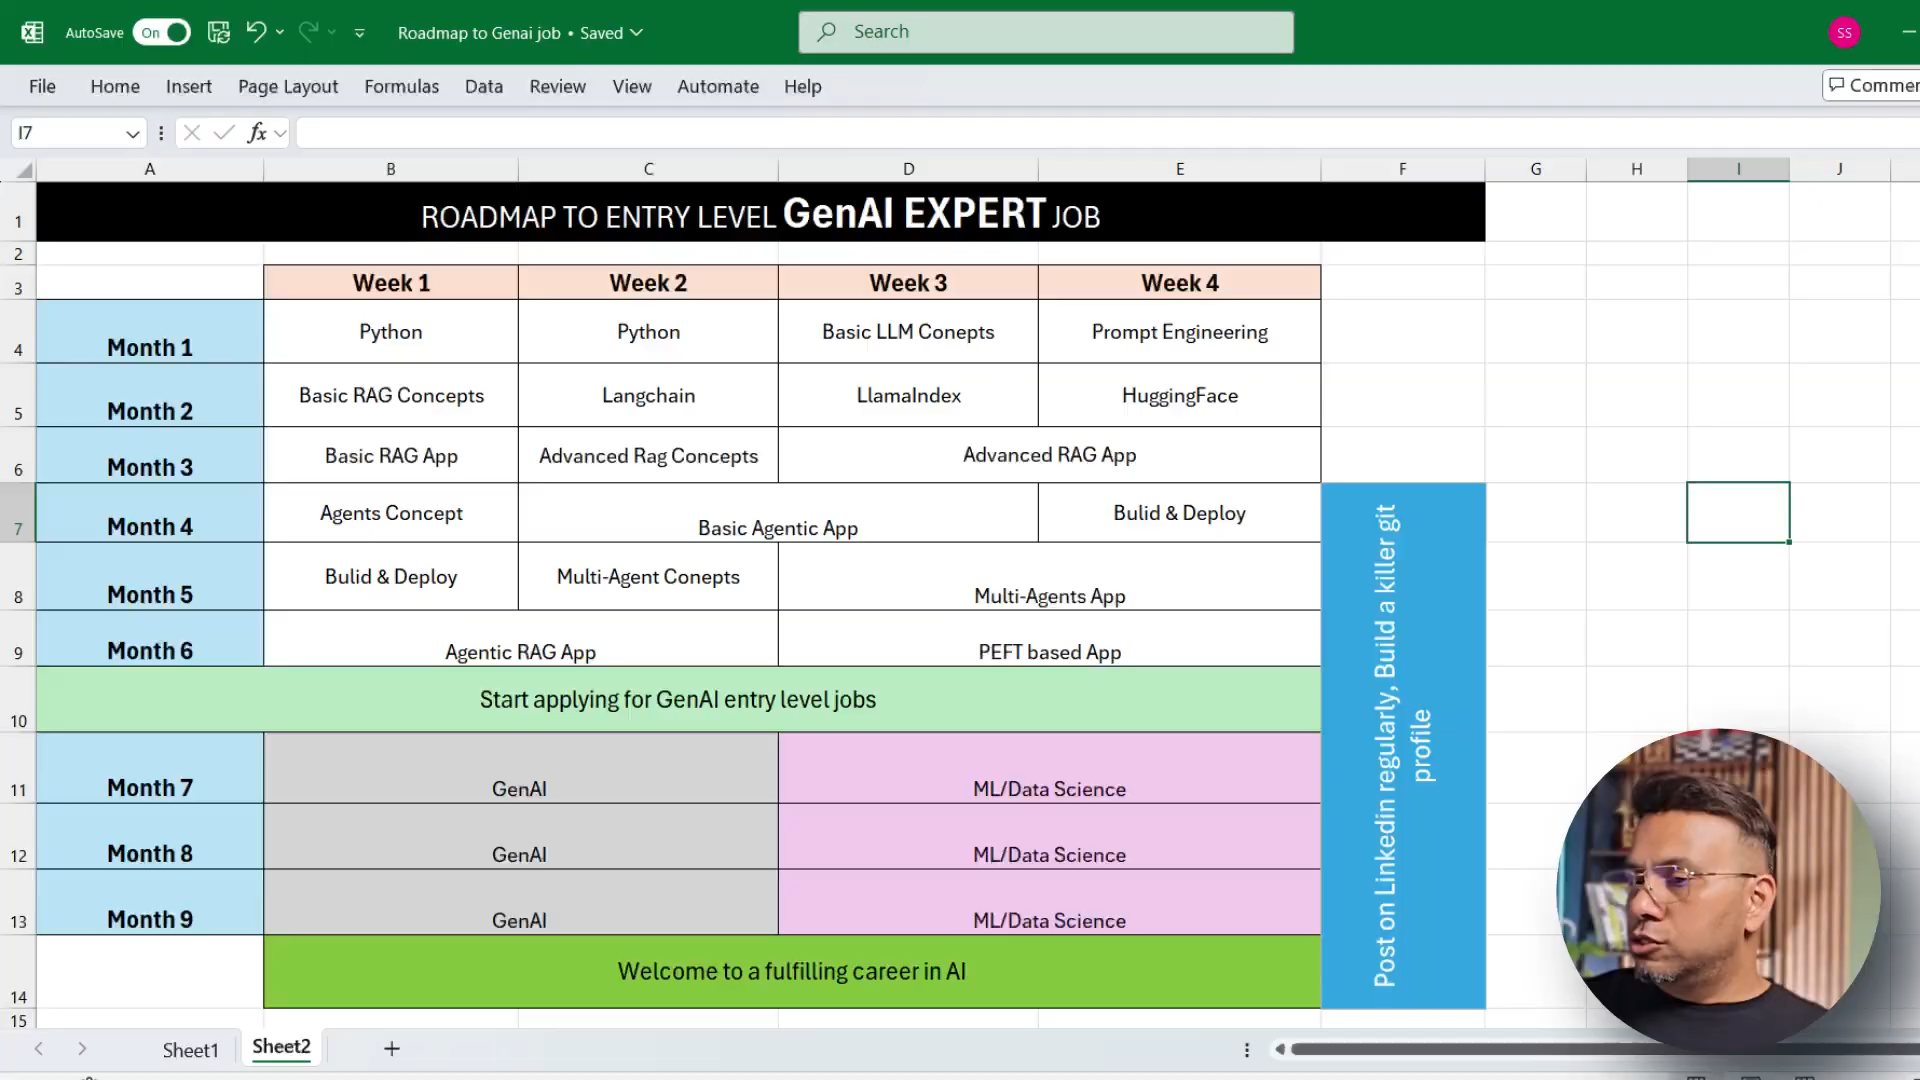 AutoSave On Roadmap to Genai job • Saved Search SS
File Home Insert Page Layout Formulas Data Review View Automate Help Commen
I7 fx
A B C D E F G H I J
1 ROADMAP TO ENTRY LEVEL GenAI EXPERT JOB
2
3 Week 1 Week 2 Week 3 Week 4
4 Month 1 Python Python Basic LLM Conepts Prompt Engineering
5 Month 2 Basic RAG Concepts Langchain LlamaIndex HuggingFace
6 Month 3 Basic RAG App Advanced Rag Concepts Advanced RAG App
7 Month 4 Agents Concept Basic Agentic App Bulid & Deploy
8 Month 5 Bulid & Deploy Multi-Agent Conepts Multi-Agents App
9 Month 6 Agentic RAG App PEFT based App
10 Start applying for GenAI entry level jobs
11 Month 7 GenAI ML/Data Science
12 Month 8 GenAI ML/Data Science
13 Month 9 GenAI ML/Data Science
14 Welcome to a fulfilling career in AI
15
Post on Linkedin regularly, Build a killer git
profile
Sheet1 Sheet2